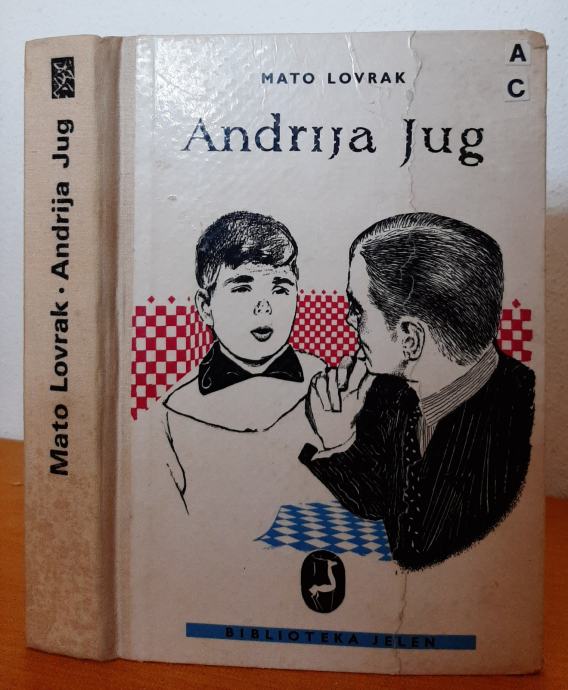 Mato Lovrak · Andrija Jug
MATO LOVRAK
A
C
Andrija Jug
BIBLIOTEKA JELEN